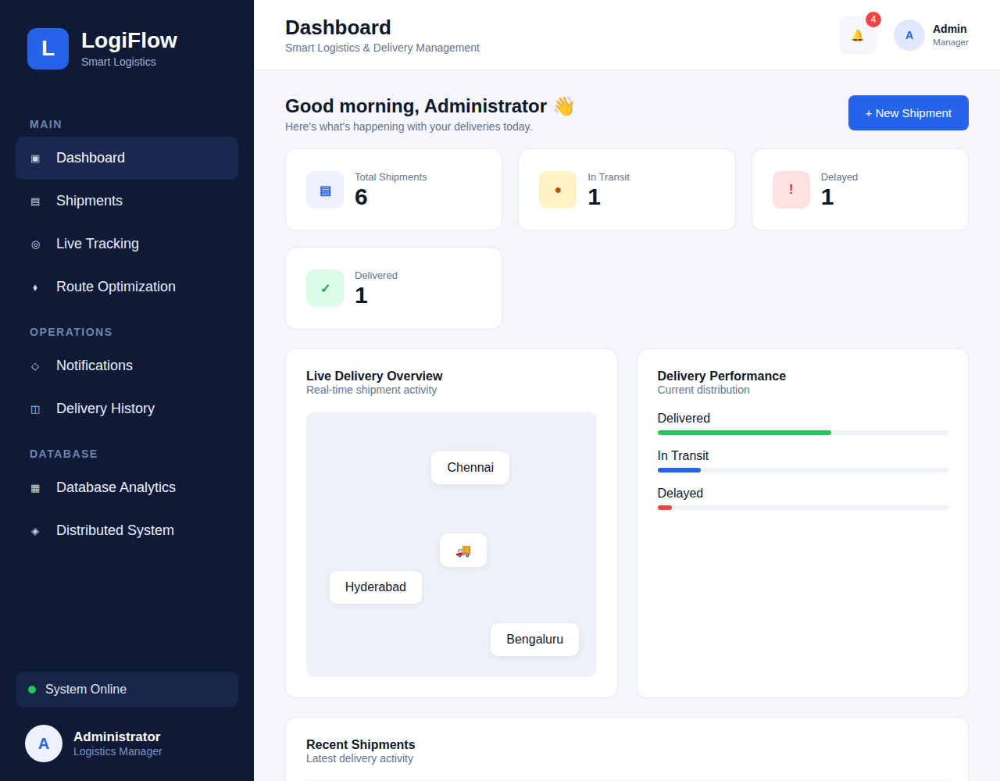 L
LogiFlow
Smart Logistics
MAIN
Dashboard
Shipments
Live Tracking
Route Optimization
OPERATIONS
Notifications
Delivery History
DATABASE
Database Analytics
Distributed System
System Online
A
Administrator
Logistics Manager
Dashboard
Smart Logistics & Delivery Management
4
A
Admin
Manager
Good morning, Administrator 👋
Here's what's happening with your deliveries today.
+ New Shipment
Total Shipments
6
In Transit
1
!
Delayed
1
✓
Delivered
1
Live Delivery Overview
Real-time shipment activity
Chennai
Hyderabad
Bengaluru
Delivery Performance
Current distribution
Delivered
In Transit
Delayed
Recent Shipments
Latest delivery activity